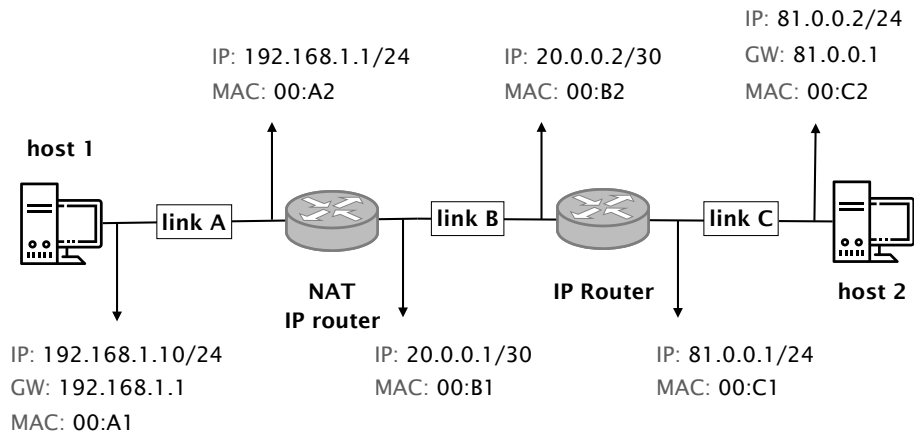 IP: 81.0.0.2/24
GW: 81.0.0.1
MAC: 00:C2
IP: 192.168.1.1/24
MAC: 00:A2
IP: 20.0.0.2/30
MAC: 00:B2
host 1
link A
link B
link C
NAT
IP router
IP Router
host 2
IP: 192.168.1.10/24
GW: 192.168.1.1
MAC: 00:A1
IP: 20.0.0.1/30
MAC: 00:B1
IP: 81.0.0.1/24
MAC: 00:C1